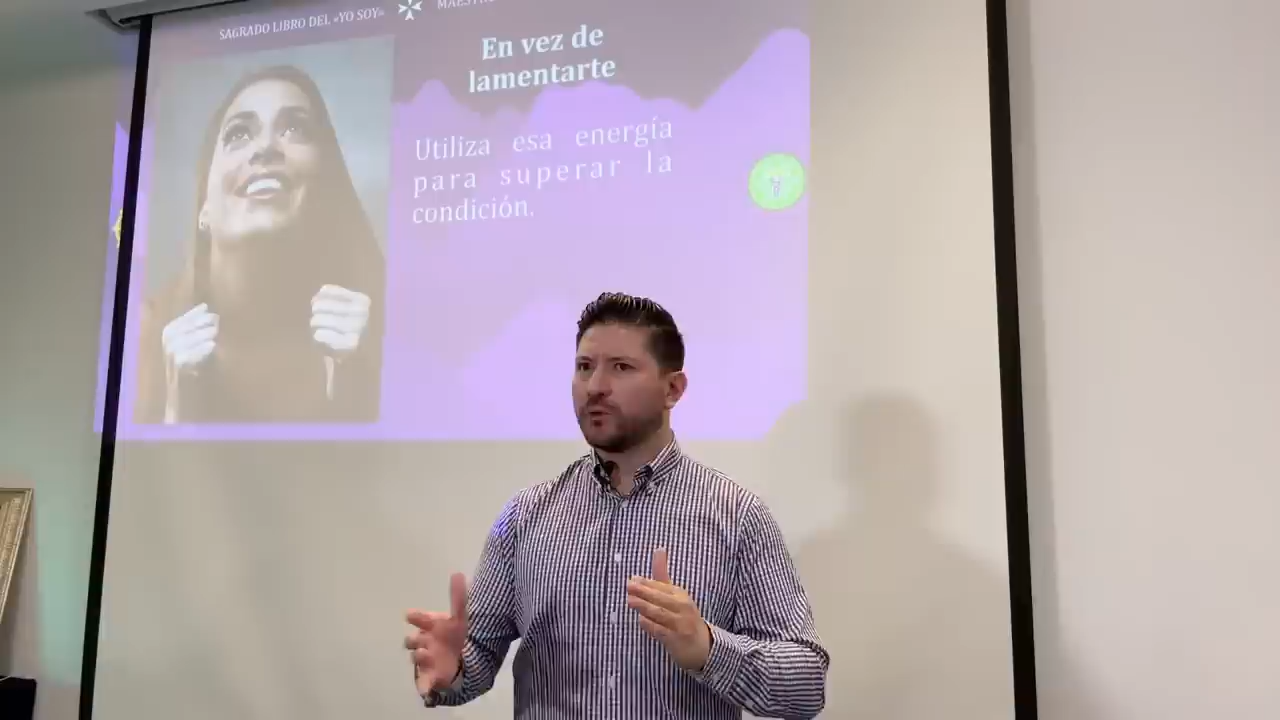 SAGRADO LIBRO DEL «YO SOY»
En vez de
lamentarte
Utiliza esa energía
para superar la
condición.